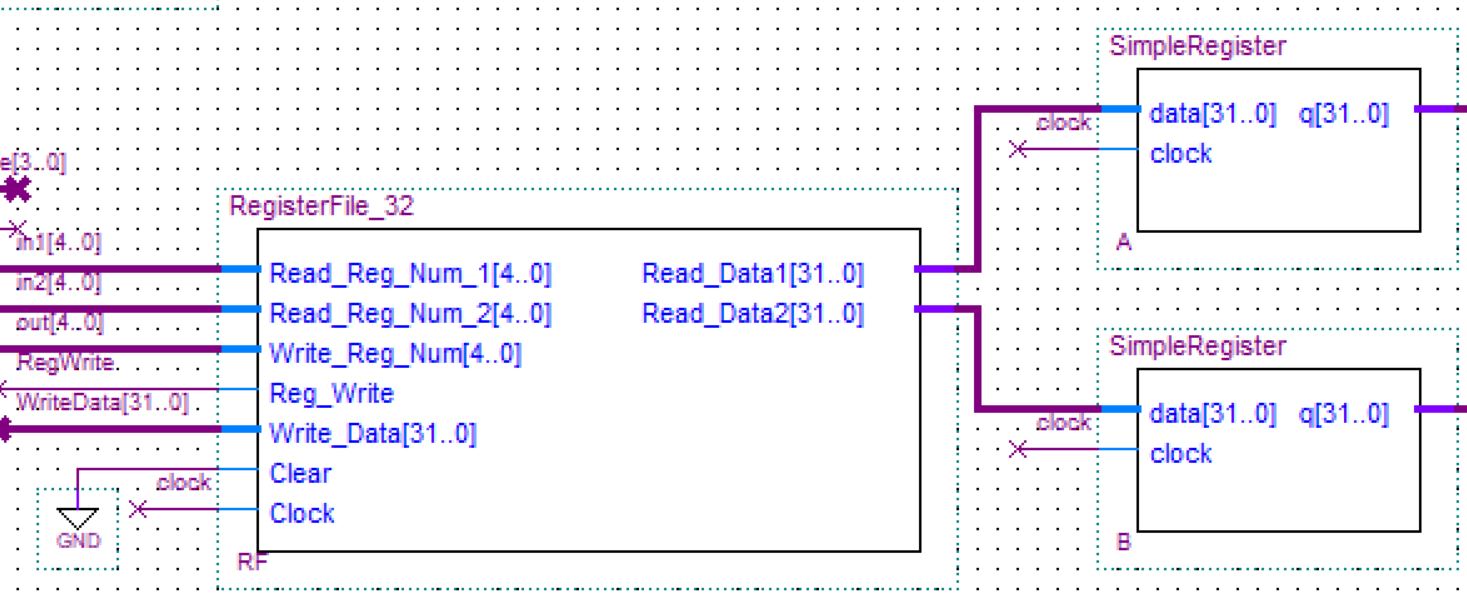 SimpleRegister
data[31..0] q[31..0]
clock
clock
A
e[3..0]
RegisterFile_32
in1[4..0]
Read_Reg_Num_1[4..0] Read_Data1[31..0]
in2[4..0]
Read_Reg_Num_2[4..0] Read_Data2[31..0]
out[4..0]
Write_Reg_Num[4..0]
RegWrite
Reg_Write
WriteData[31..0]
Write_Data[31..0]
Clear
clock
Clock
GND
RF
SimpleRegister
data[31..0] q[31..0]
clock
clock
B